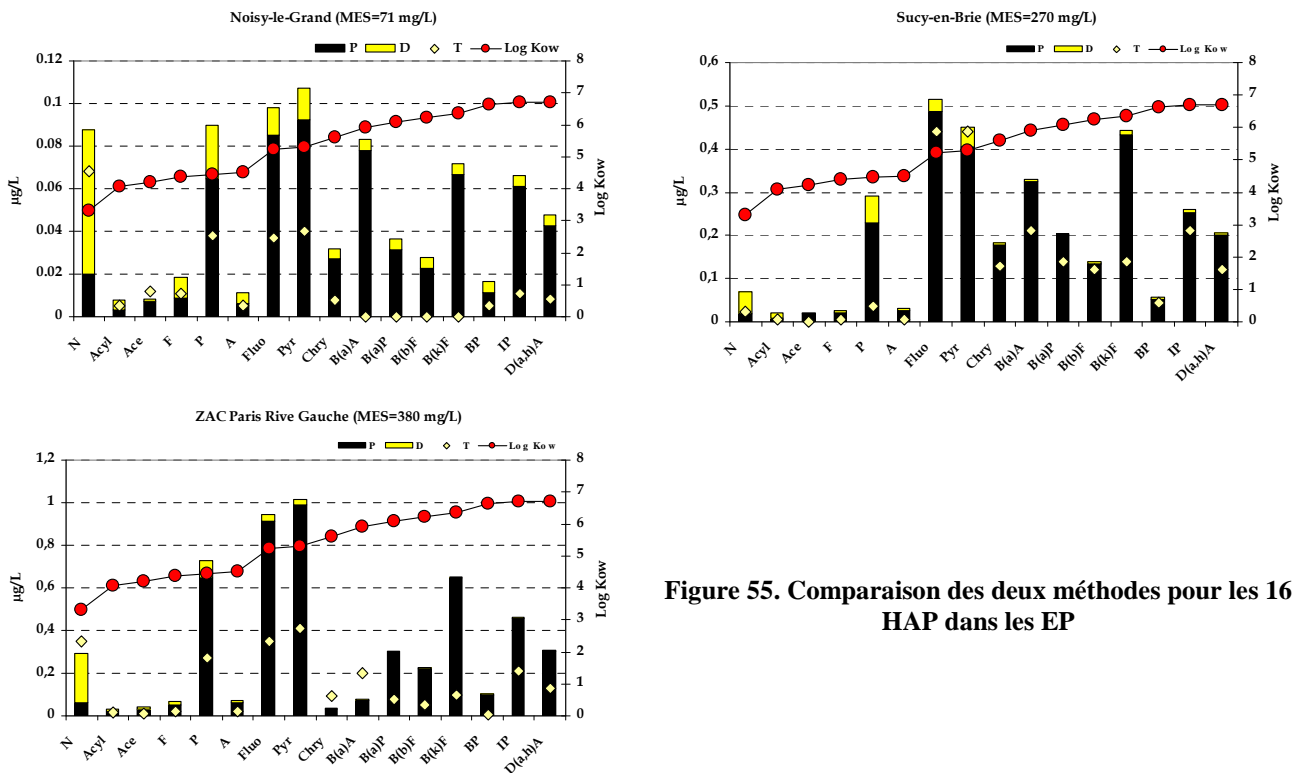 Noisy-le-Grand (MES=71 mg/L)
P D T Log Kow
µg/L
0.12
0.1
0.08
0.06
0.04
0.02
0
8
7
6
5
4
3
2
1
0
Log Kow
N Acyl Ace F P A Fluo Pyr Chry B(a)A B(a)P B(b)F B(k)F BP IP D(a,h)A
Sucy-en-Brie (MES=270 mg/L)
P D T Log Kow
µg/L
0,6
0,5
0,4
0,3
0,2
0,1
0
8
7
6
5
4
3
2
1
0
Log Kow
N Acyl Ace F P A Fluo Pyr Chry B(a)A B(a)P B(b)F B(k)F BP IP D(a,h)A
ZAC Paris Rive Gauche (MES=380 mg/L)
P D T Log Kow
µg/L
1,2
1
0,8
0,6
0,4
0,2
0
8
7
6
5
4
3
2
1
0
Log Kow
N Acyl Ace F P A Fluo Pyr Chry B(a)A B(a)P B(b)F B(k)F BP IP D(a,h)A
Figure 55. Comparaison des deux méthodes pour les 16
HAP dans les EP